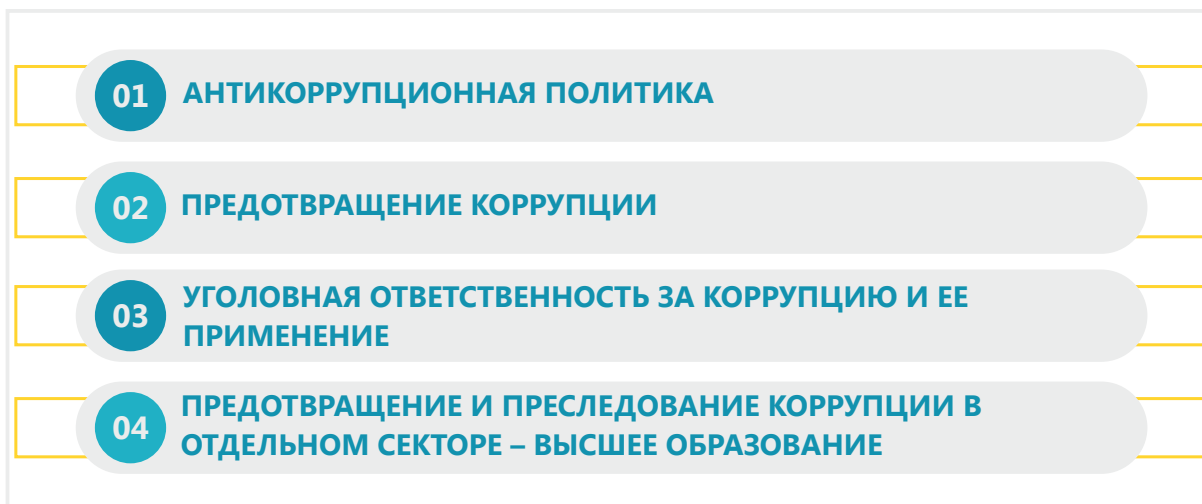 01 АНТИКОРРУПЦИОННАЯ ПОЛИТИКА
02 ПРЕДОТВРАЩЕНИЕ КОРРУПЦИИ
03 УГОЛОВНАЯ ОТВЕТСТВЕННОСТЬ ЗА КОРРУПЦИЮ И ЕЕ
ПРИМЕНЕНИЕ
04 ПРЕДОТВРАЩЕНИЕ И ПРЕСЛЕДОВАНИЕ КОРРУПЦИИ В
ОТДЕЛЬНОМ СЕКТОРЕ – ВЫСШЕЕ ОБРАЗОВАНИЕ